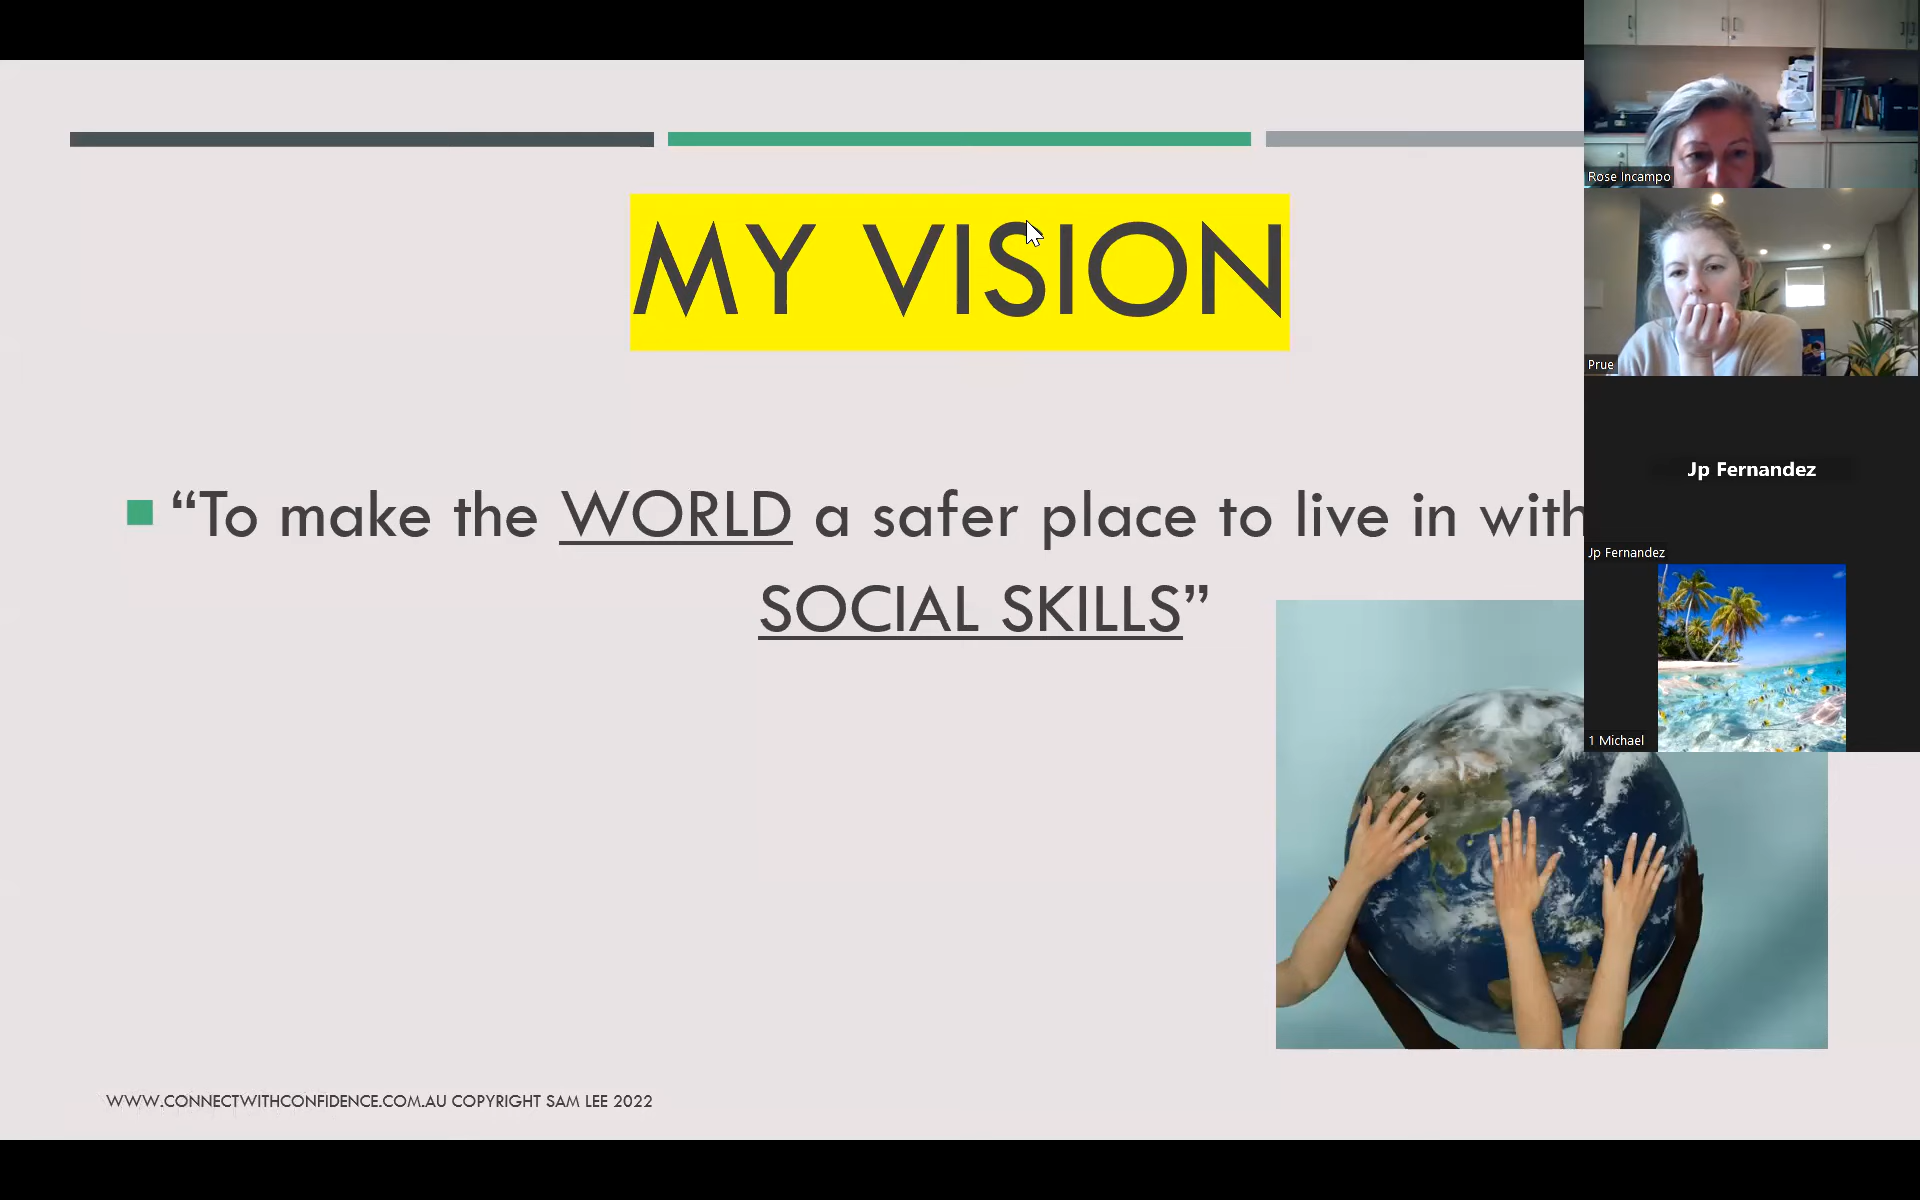 MY VISION
“To make the WORLD a safer place to live in with
SOCIAL SKILLS”
WWW.CONNECTWITHCONFIDENCE.COM.AU COPYRIGHT SAM LEE 2022
Rose Incampo
Prue
Jp Fernandez
Jp Fernandez
1 Michael